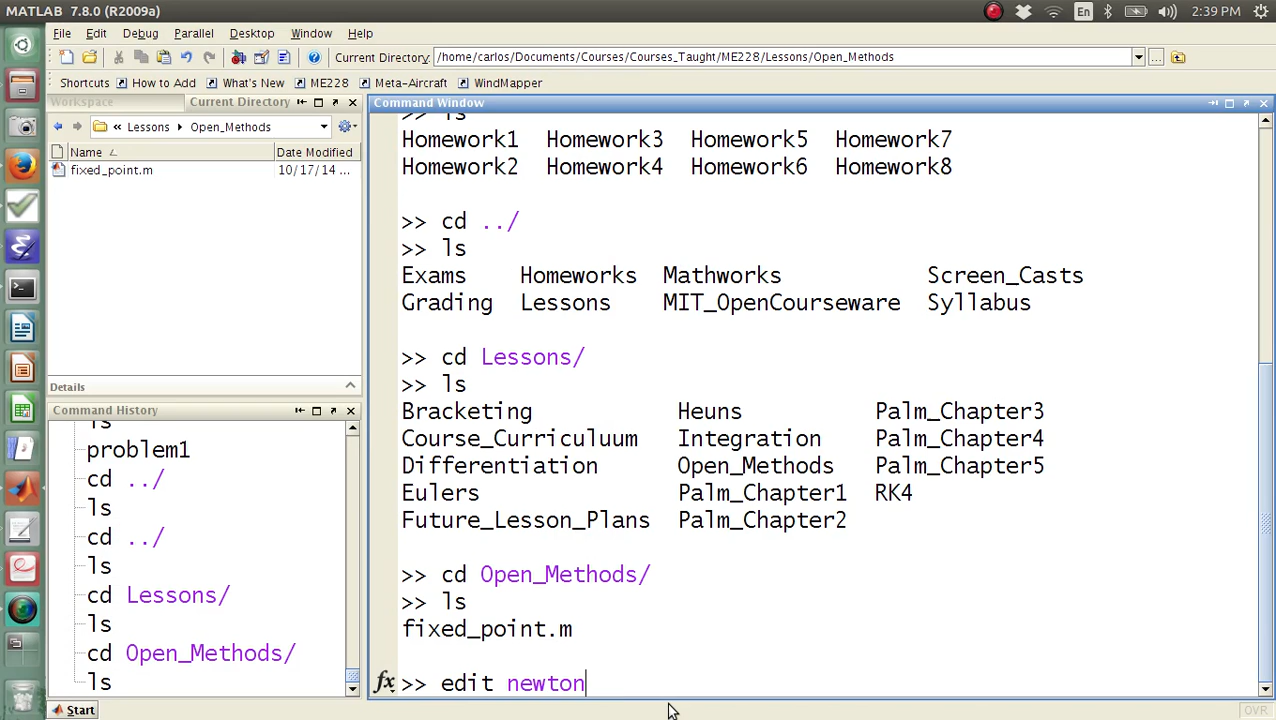 MATLAB 7.8.0 (R2009a)
En
2:39 PM
File Edit Debug Parallel Desktop Window Help
Current Directory: /home/carlos/Documents/Courses/Courses_Taught/ME228/Lessons/Open_Methods
...
Shortcuts How to Add What's New ME228 Meta-Aircraft WindMapper
Workspace
Current Directory
« Lessons Open_Methods
Name Date Modified
fixed_point.m 10/17/14 ...
Details
Command History
ls
problem1
cd ../
ls
cd ../
ls
cd Lessons/
ls
cd Open_Methods/
ls
Start
Command Window
>> ls
Homework1 Homework3 Homework5 Homework7
Homework2 Homework4 Homework6 Homework8
>> cd ../
>> ls
Exams Homeworks Mathworks Screen_Casts
Grading Lessons MIT_OpenCourseware Syllabus
>> cd Lessons/
>> ls
Bracketing Heuns Palm_Chapter3
Course_Curriculuum Integration Palm_Chapter4
Differentiation Open_Methods Palm_Chapter5
Eulers Palm_Chapter1 RK4
Future_Lesson_Plans Palm_Chapter2
>> cd Open_Methods/
>> ls
fixed_point.m
fx >> edit newton
OVR